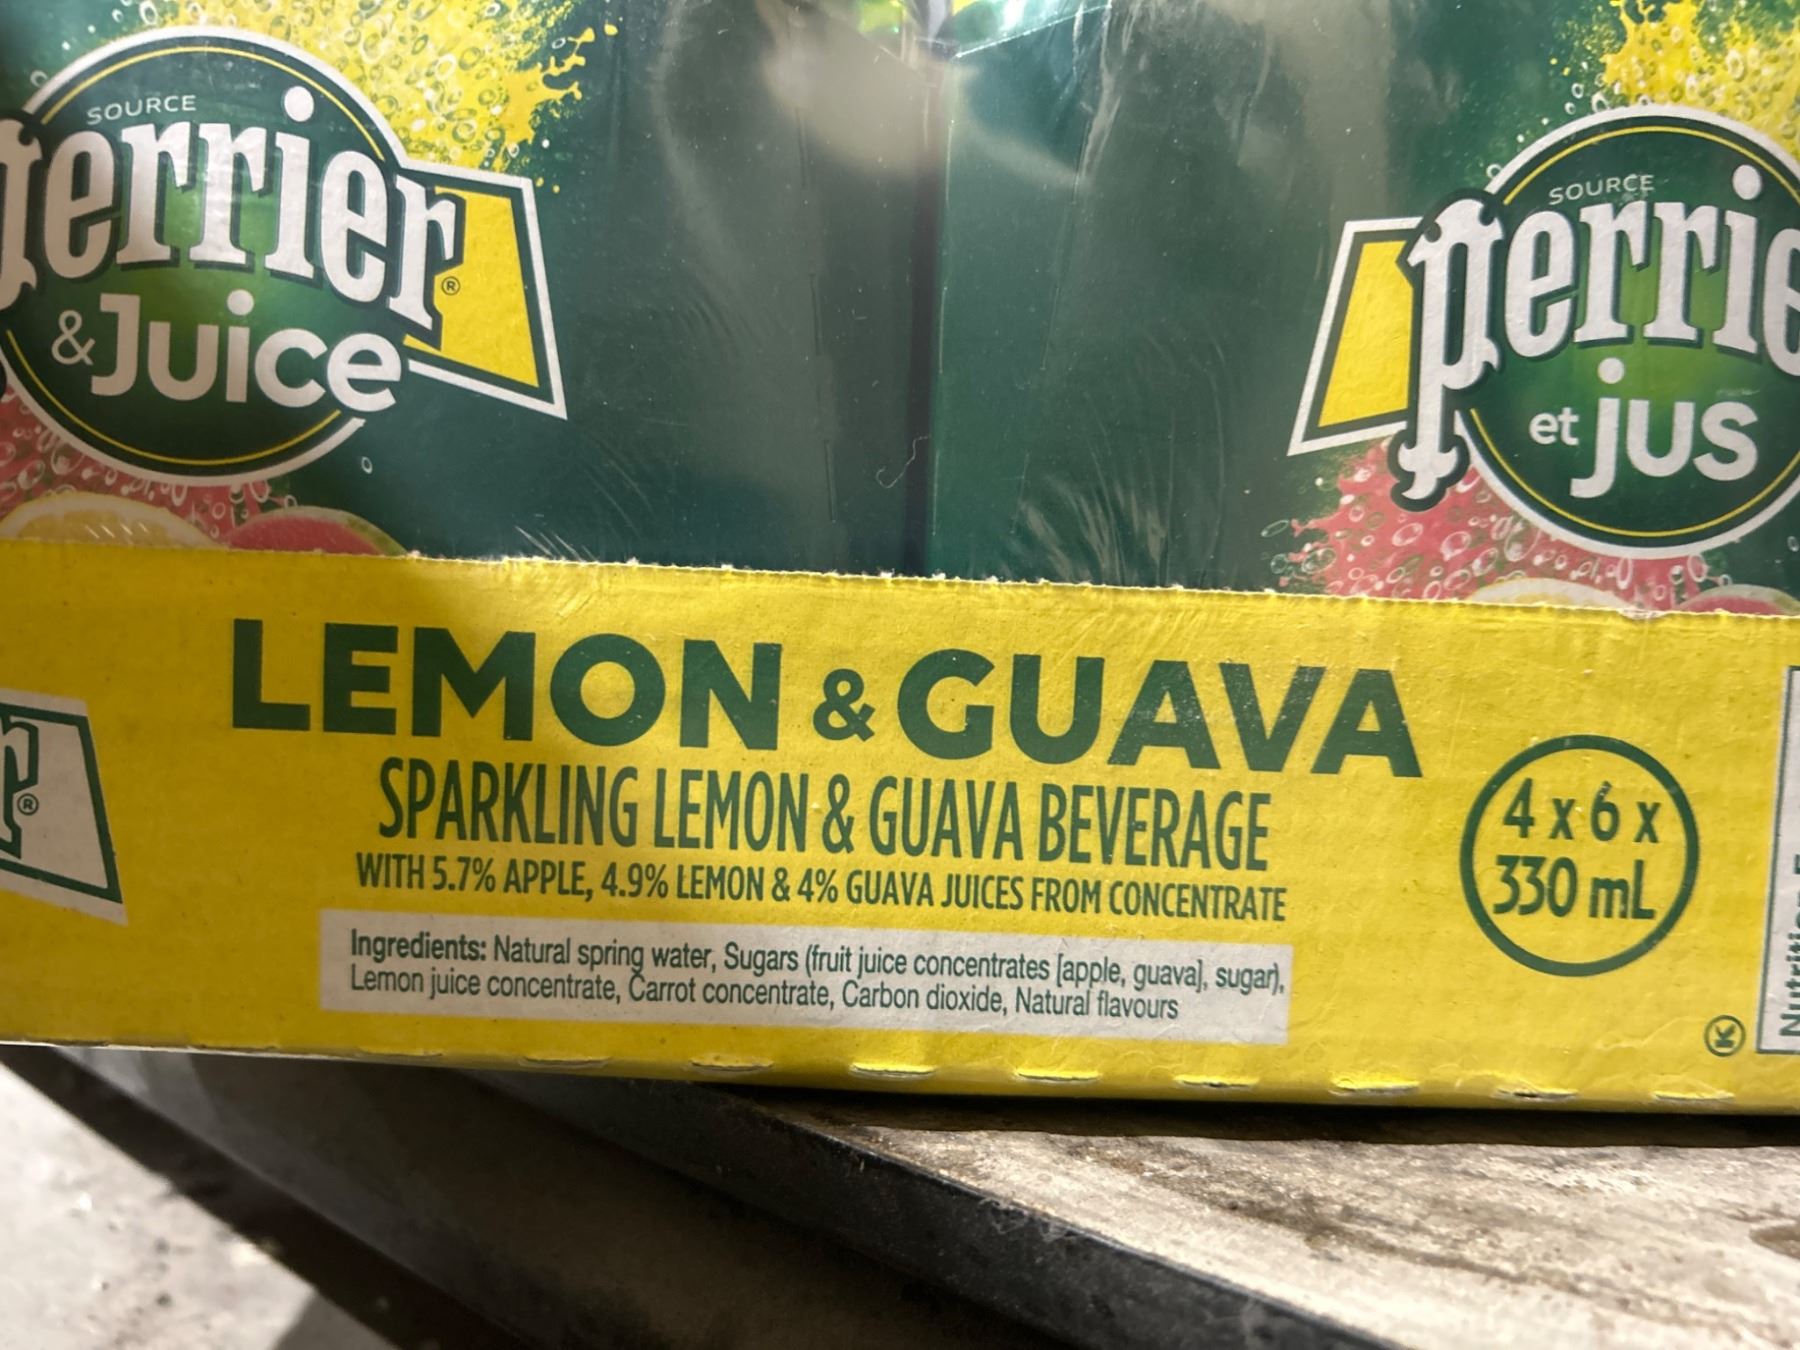 SOURCE
perrier®
&Juice
SOURCE
perrie
et jus
r®
LEMON & GUAVA
SPARKLING LEMON & GUAVA BEVERAGE
WITH 5.7% APPLE, 4.9% LEMON & 4% GUAVA JUICES FROM CONCENTRATE
Ingredients: Natural spring water, Sugars (fruit juice concentrates [apple, guava], sugar),
Lemon juice concentrate, Carrot concentrate, Carbon dioxide, Natural flavours
4 x 6 x
330 mL
K
Nutrition